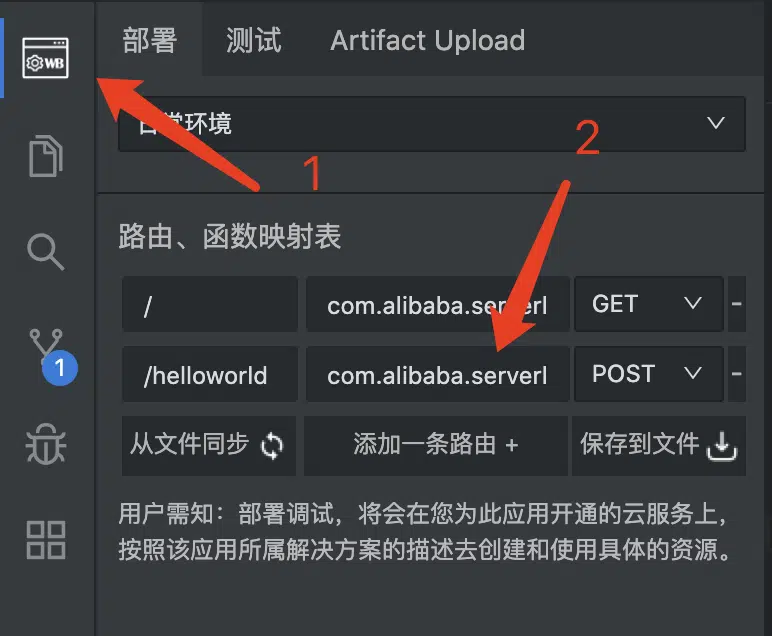 WB
部署 测试 Artifact Upload
日常环境
1
2
路由、函数映射表
/ com.alibaba.serverl GET -
1
/helloworld com.alibaba.serverl POST -
从文件同步 添加一条路由 + 保存到文件
用户需知：部署调试，将会在您为此应用开通的云服务上，
按照该应用所属解决方案的描述去创建和使用具体的资源。